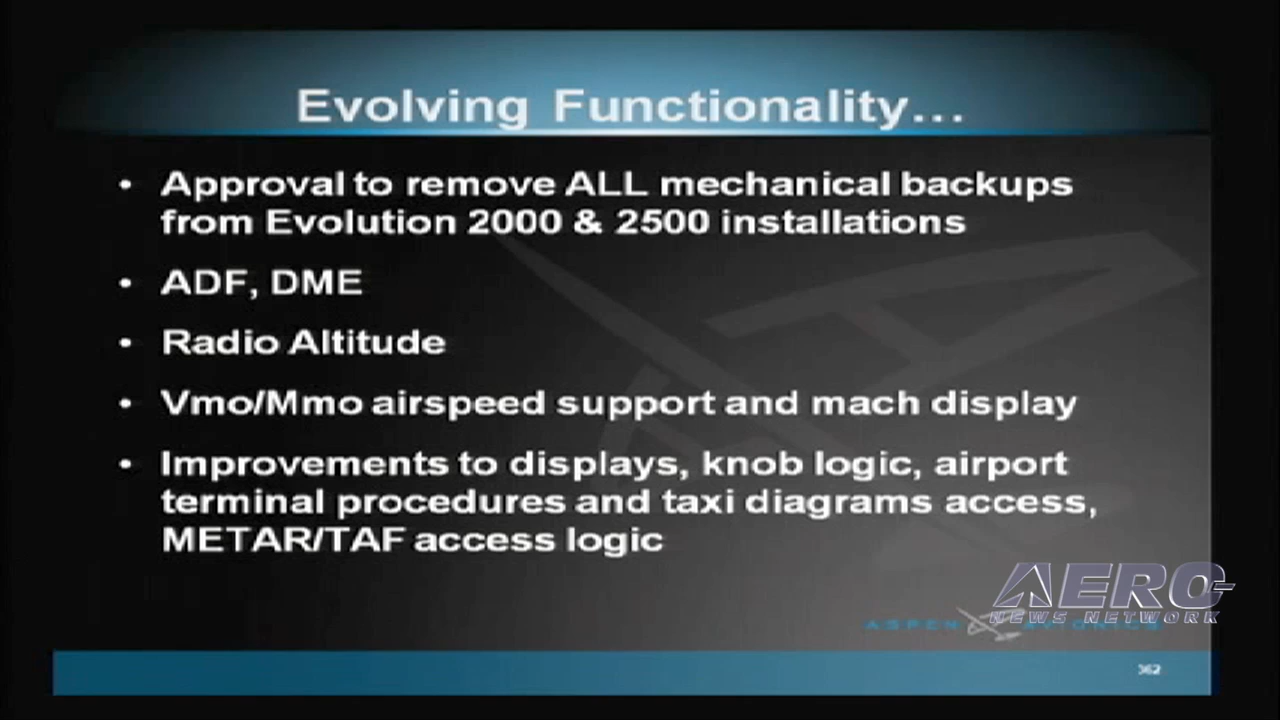 Evolving Functionality...
• Approval to remove ALL mechanical backups
from Evolution 2000 & 2500 installations
• ADF, DME
• Radio Altitude
• Vmo/Mmo airspeed support and mach display
• Improvements to displays, knob logic, airport
terminal procedures and taxi diagrams access,
METAR/TAF access logic
AERO
NEWS NETWORK
ASPEN AVIONICS
362